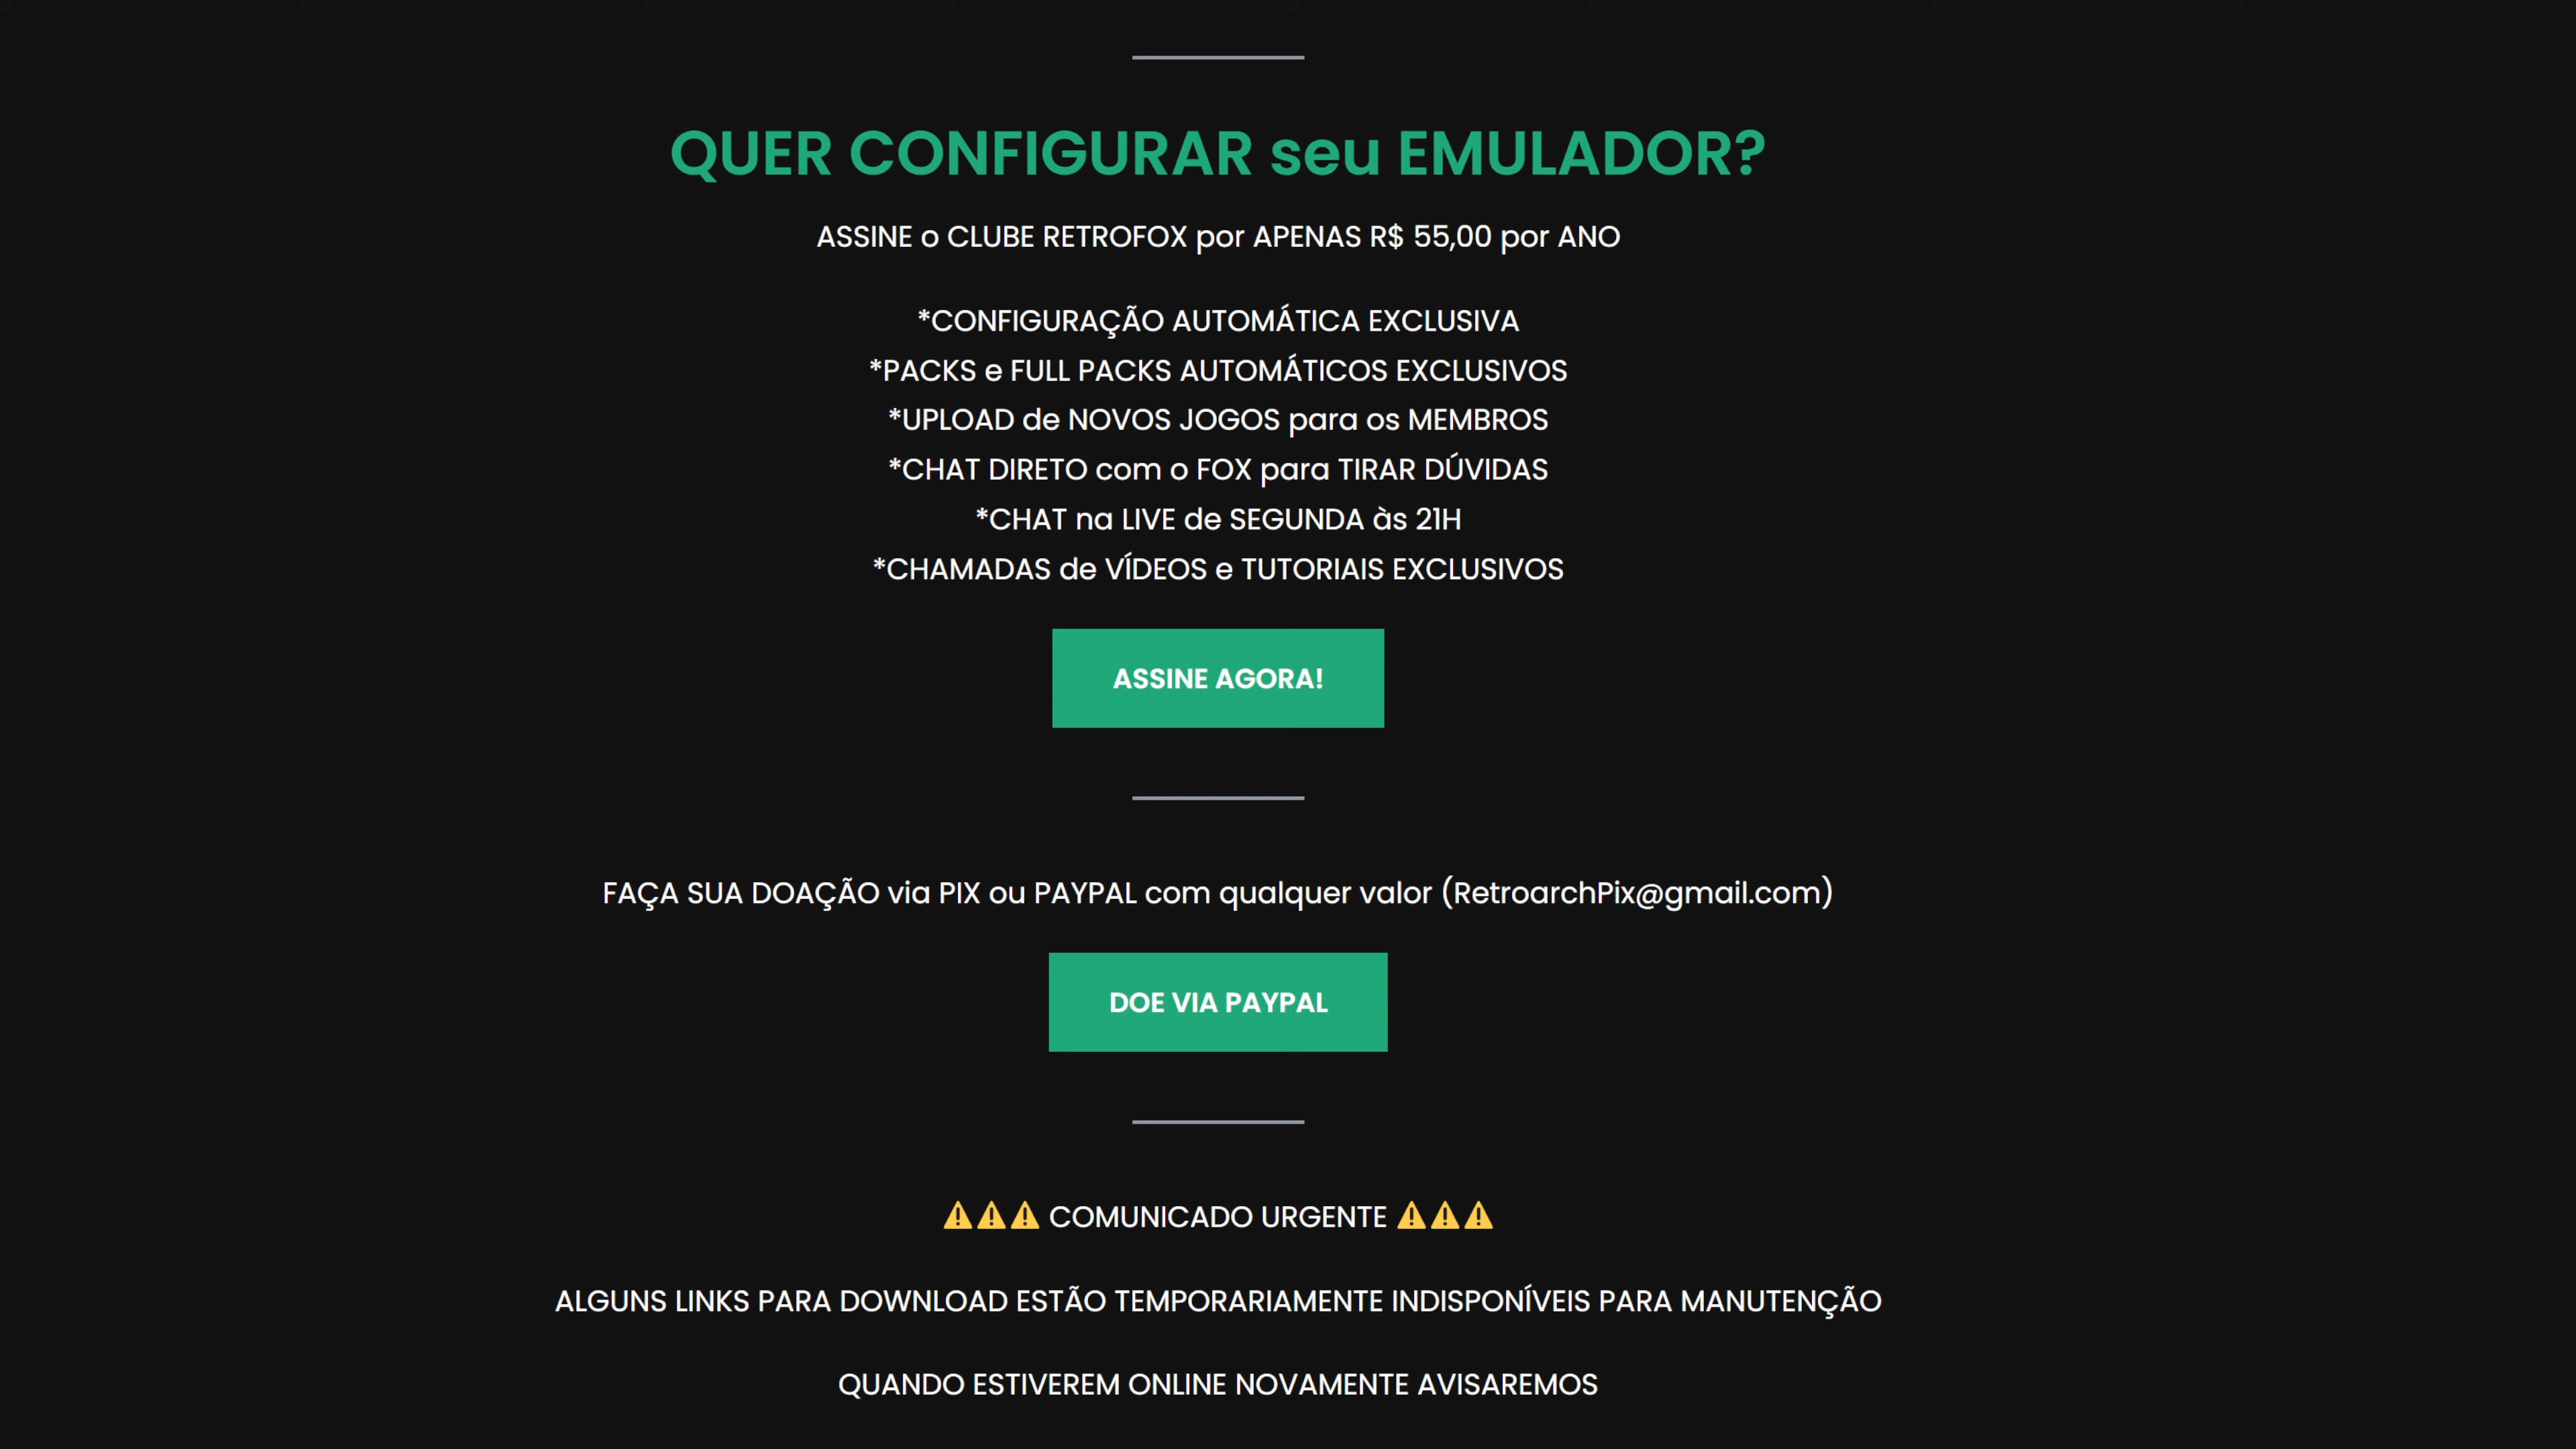 QUER CONFIGURAR seu EMULADOR?
ASSINE o CLUBE RETROFOX por APENAS R$ 55,00 por ANO
*CONFIGURAÇÃO AUTOMÁTICA EXCLUSIVA
*PACKS e FULL PACKS AUTOMÁTICOS EXCLUSIVOS
*UPLOAD de NOVOS JOGOS para os MEMBROS
*CHAT DIRETO com o FOX para TIRAR DÚVIDAS
*CHAT na LIVE de SEGUNDA às 21H
*CHAMADAS de VÍDEOS e TUTORIAIS EXCLUSIVOS
ASSINE AGORA!
FAÇA SUA DOAÇÃO via PIX ou PAYPAL com qualquer valor (RetroarchPix@gmail.com)
DOE VIA PAYPAL
⚠️⚠️⚠️ COMUNICADO URGENTE ⚠️⚠️⚠️
ALGUNS LINKS PARA DOWNLOAD ESTÃO TEMPORARIAMENTE INDISPONÍVEIS PARA MANUTENÇÃO
QUANDO ESTIVEREM ONLINE NOVAMENTE AVISAREMOS